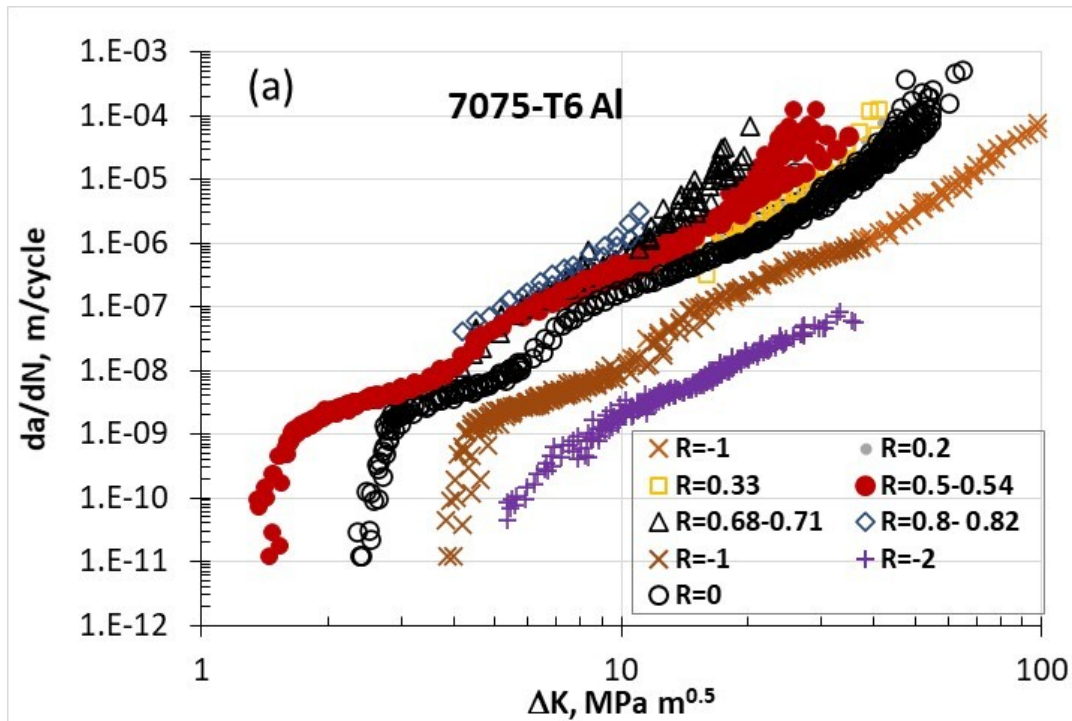 1.E-03
(a)
7075-T6 Al
1.E-04
1.E-05
1.E-06
1.E-07
1.E-08
1.E-09
1.E-10
1.E-11
1.E-12
da/dN, m/cycle
R=-1
R=0.2
R=0.33
R=0.5-0.54
R=0.68-0.71
R=0.8- 0.82
R=-1
R=-2
R=0
1
10
100
ΔK, MPa m^0.5